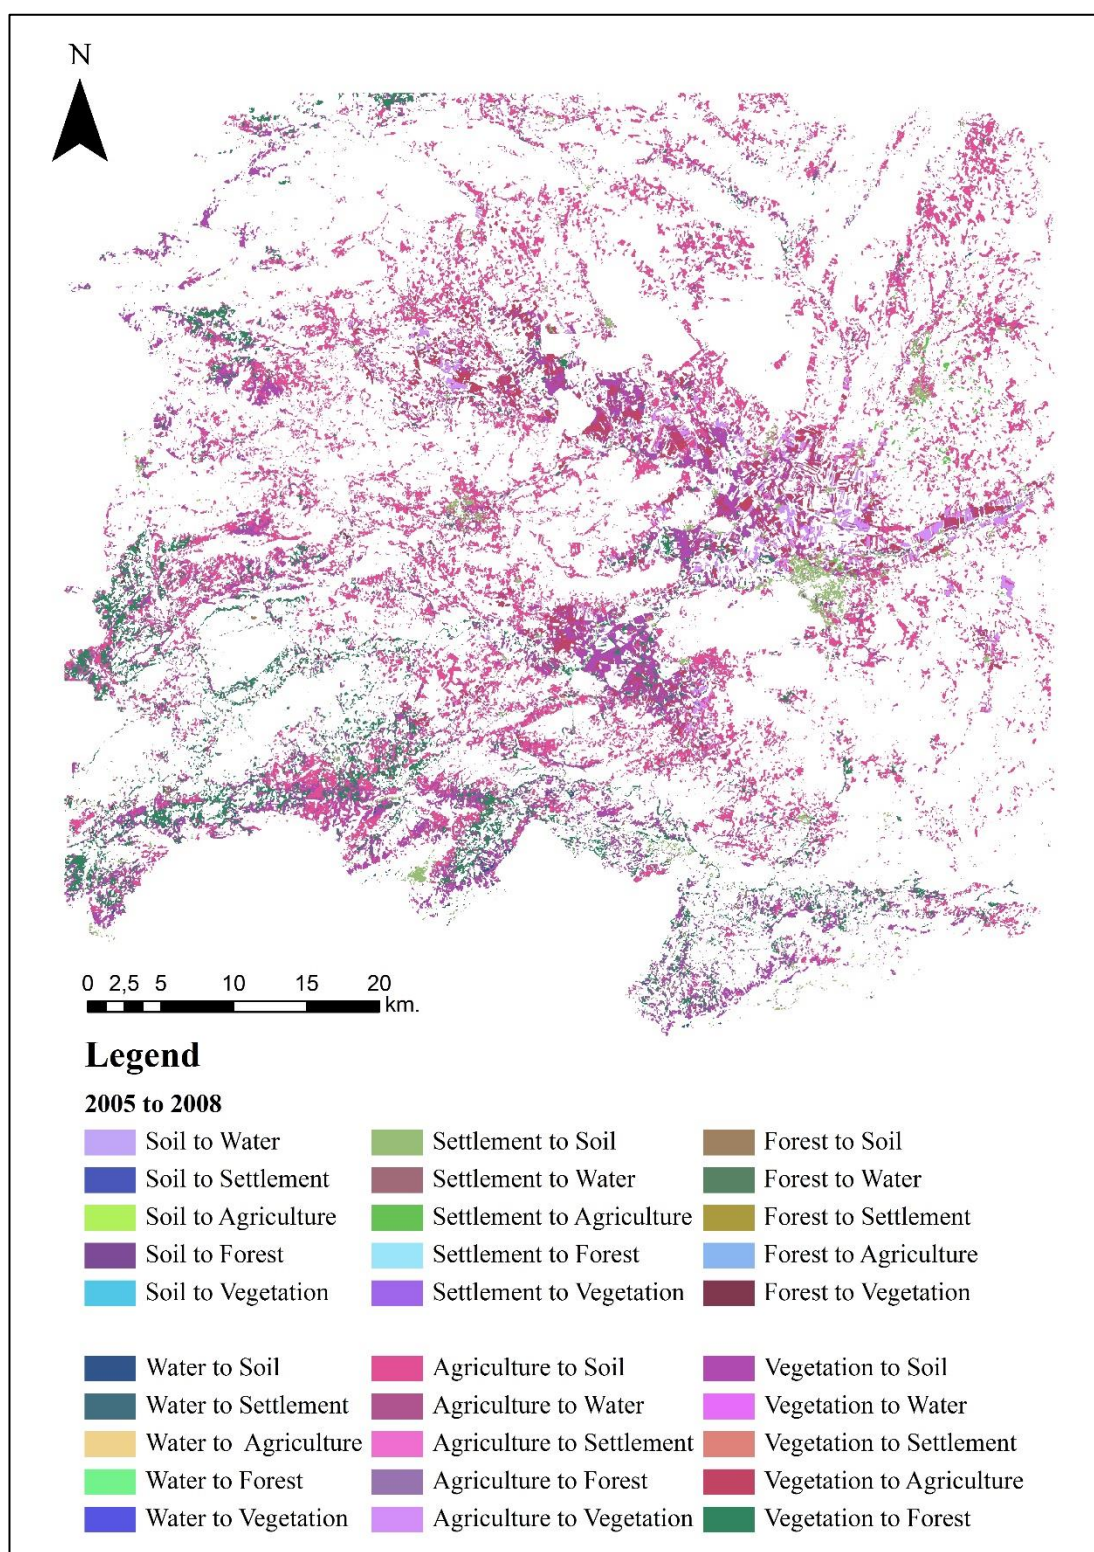 N
0 2,5 5 10 15 20
km.
Legend
2005 to 2008
Soil to Water Settlement to Soil Forest to Soil
Soil to Settlement Settlement to Water Forest to Water
Soil to Agriculture Settlement to Agriculture Forest to Settlement
Soil to Forest Settlement to Forest Forest to Agriculture
Soil to Vegetation Settlement to Vegetation Forest to Vegetation
Water to Soil Agriculture to Soil Vegetation to Soil
Water to Settlement Agriculture to Water Vegetation to Water
Water to Agriculture Agriculture to Settlement Vegetation to Settlement
Water to Forest Agriculture to Forest Vegetation to Agriculture
Water to Vegetation Agriculture to Vegetation Vegetation to Forest